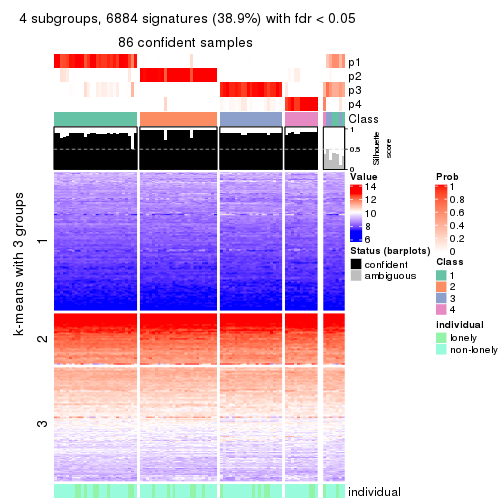 4 subgroups, 6884 signatures (38.9%) with fdr < 0.05
86 confident samples
p1
p2
p3
p4
Class
1
0.5
0
Silhouette
score
k-means with 3 groups
1
2
3
individual
Value
14
12
10
8
6
Status (barplots)
confident
ambiguous
Prob
1
0.8
0.6
0.4
0.2
0
Class
1
2
3
4
individual
lonely
non-lonely